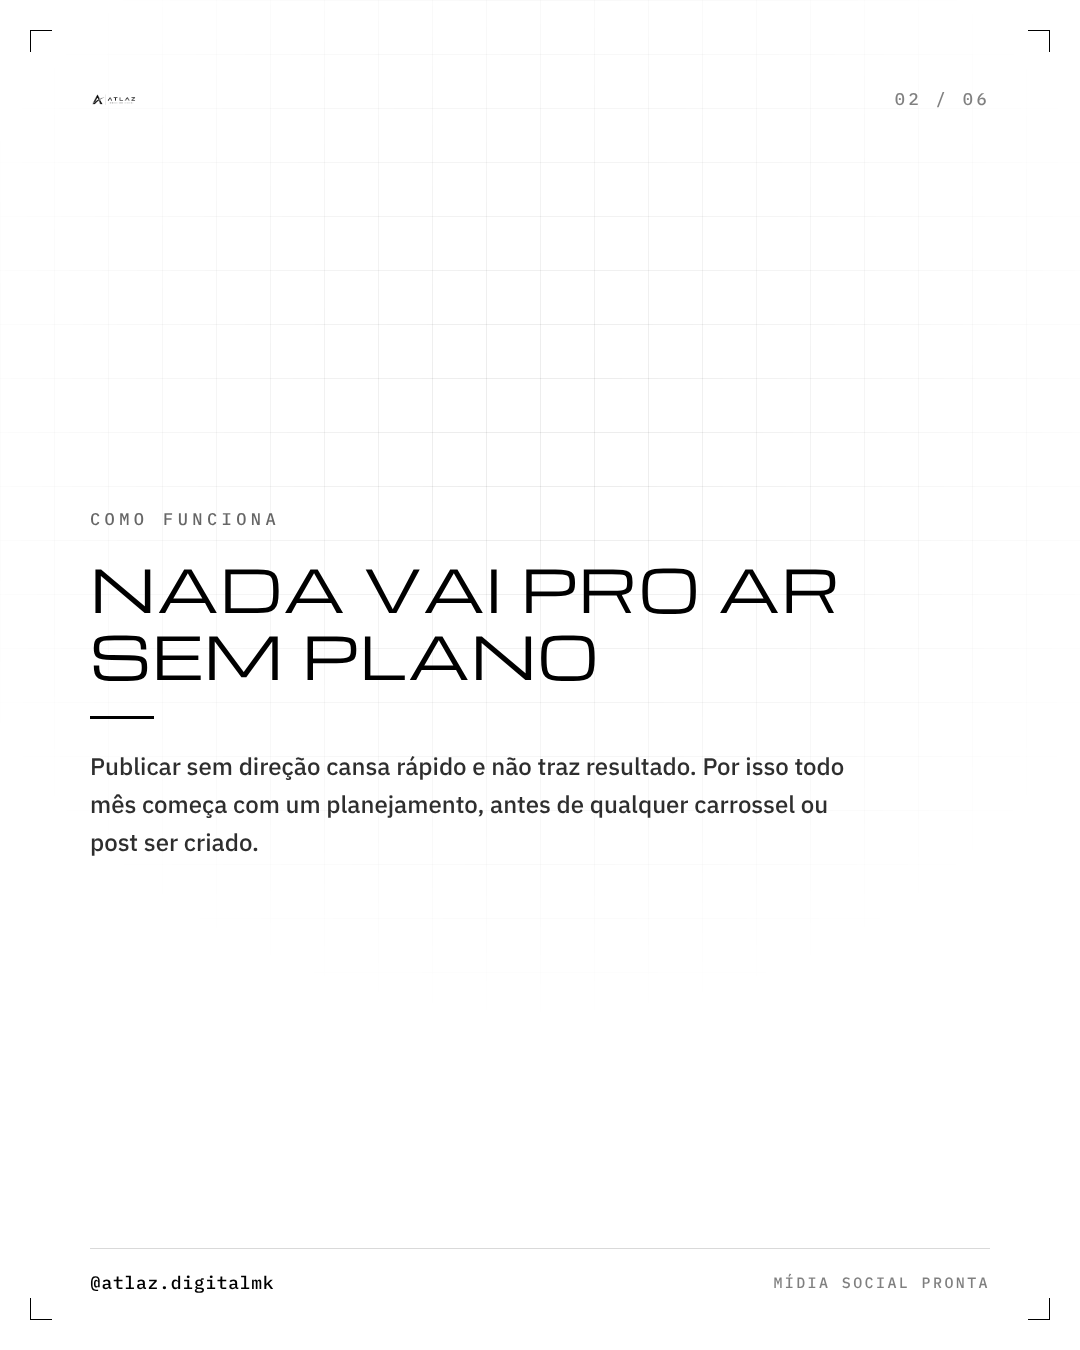 ATLAZ
02 / 06
COMO FUNCIONA
NADA VAI PRO AR
SEM PLANO
Publicar sem direção cansa rápido e não traz resultado. Por isso todo
mês começa com um planejamento, antes de qualquer carrossel ou
post ser criado.
@atlaz.digitalmk
MÍDIA SOCIAL PRONTA